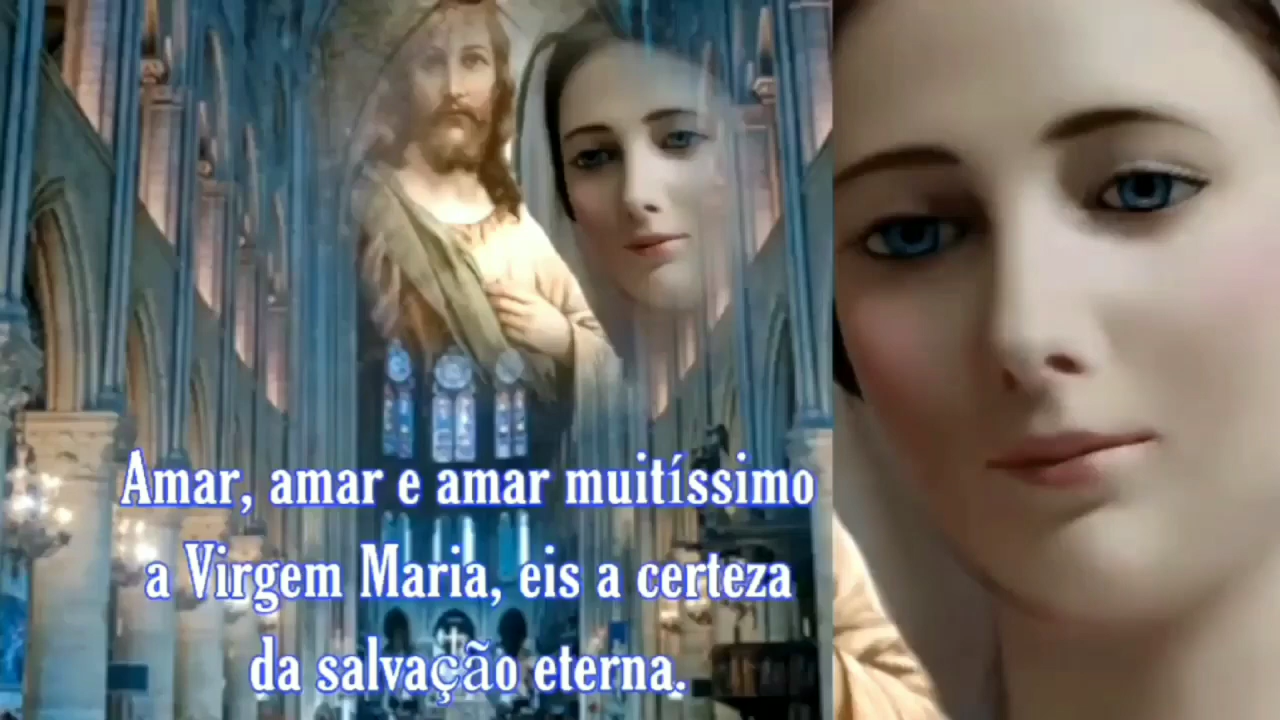 Amar, amar e amar muitíssimo
a Virgem Maria, eis a certeza
da salvação eterna.